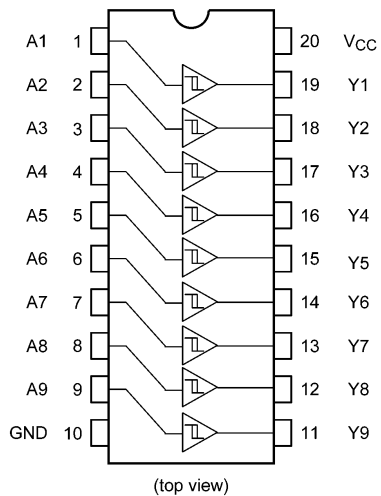 A1 1 20 VCC
A2 2 19 Y1
A3 3 18 Y2
A4 4 17 Y3
A5 5 16 Y4
A6 6 15 Y5
A7 7 14 Y6
A8 8 13 Y7
A9 9 12 Y8
GND 10 11 Y9
(top view)